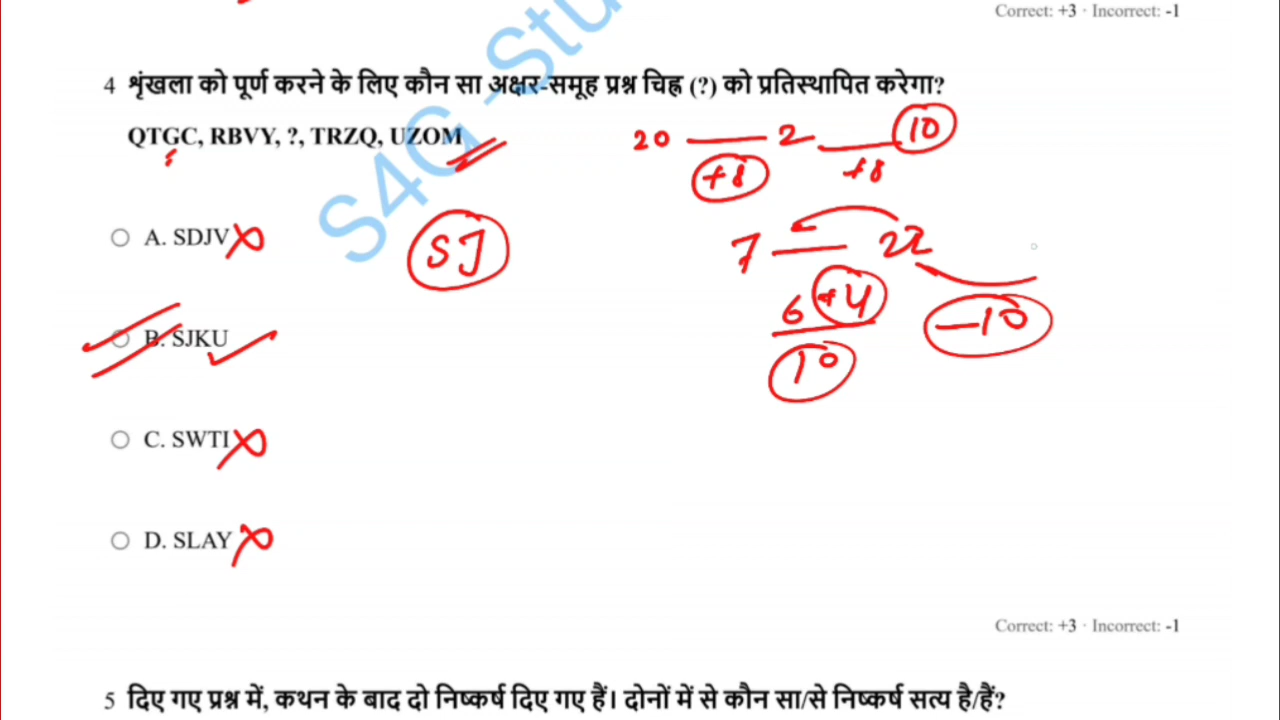 Correct: +3 · Incorrect: -1
4 शृंखला को पूर्ण करने के लिए कौन सा अक्षर-समूह प्रश्न चिह्न (?) को प्रतिस्थापित करेगा?
QTGC, RBVY, ?, TRZQ, UZOM
20 2 10
+8 +8
A. SDJV
SJ
7 22
6 +4
-10
10
B. SJKU
C. SWTI
D. SLAY
S4G-Stu
Correct: +3 · Incorrect: -1
5 दिए गए प्रश्न में, कथन के बाद दो निष्कर्ष दिए गए हैं। दोनों में से कौन सा/से निष्कर्ष सत्य है/हैं?